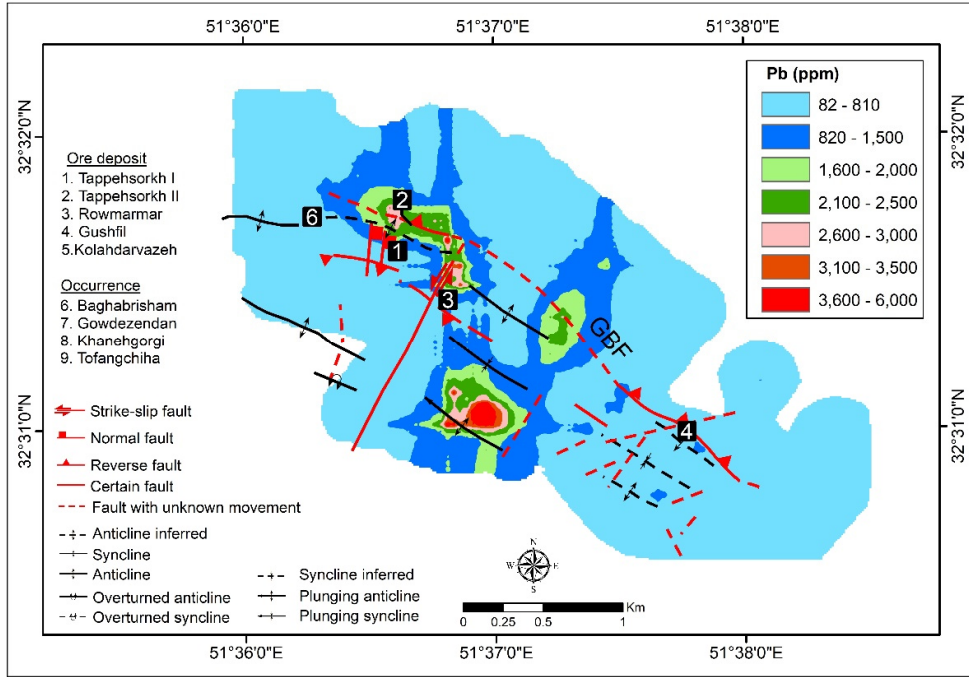 51°36'0"E
51°37'0"E
51°38'0"E
32°32'0"N
32°32'0"N
Pb (ppm)
82 - 810
820 - 1,500
1,600 - 2,000
2,100 - 2,500
2,600 - 3,000
3,100 - 3,500
3,600 - 6,000
Ore deposit
1. Tappehsorkh I
2. Tappehsorkh II
3. Rowmarmar
4. Gushfil
5.Kolahdarvazeh
Occurrence
6. Baghabrisham
7. Gowdezendan
8. Khanehgorgi
9. Tofangchiha
2
6
1
3
GBF
4
32°31'0"N
32°31'0"N
Strike-slip fault
Normal fault
Reverse fault
Certain fault
Fault with unknown movement
Anticline inferred
Syncline
Anticline
Overturned anticline
Overturned syncline
Syncline inferred
Plunging anticline
Plunging syncline
N
W E
S
Km
0 0.25 0.5 1
51°36'0"E
51°37'0"E
51°38'0"E